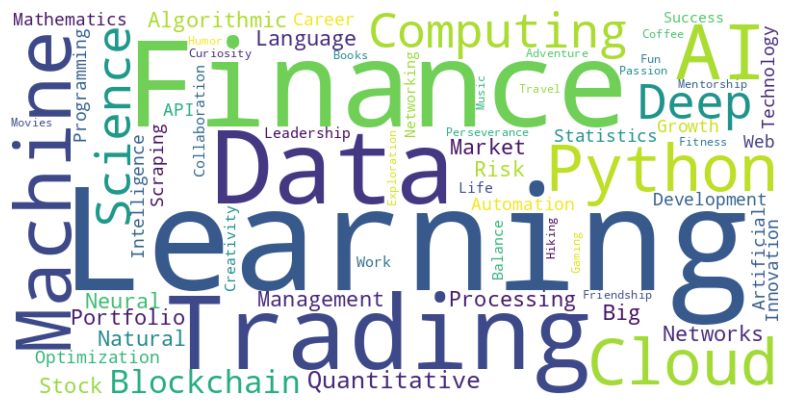 Mathematics
Algorithmic
Career
Computing
Success
Coffee
AI
Technology
Humor
Curiosity
Language
Books
Adventure
Fun
Passion
Finance
Machine
Programming
Science
Movies
API
Collaboration
Networking
Music
Travel
Deep
Mentorship
Growth
Fitness
Web
Leadership
Perseverance
Statistics
Market
Risk
Data
Exploration
Intelligence
Scraping
Life
Python
Automation
Development
Learning
Creativity
Work
Balance
Hiking
Gaming
Artificial
Innovation
Neural
Management
Processing
Friendship
Portfolio
Big
Trading
Natural
Networks
Optimization
Cloud
Stock
Blockchain
Quantitative